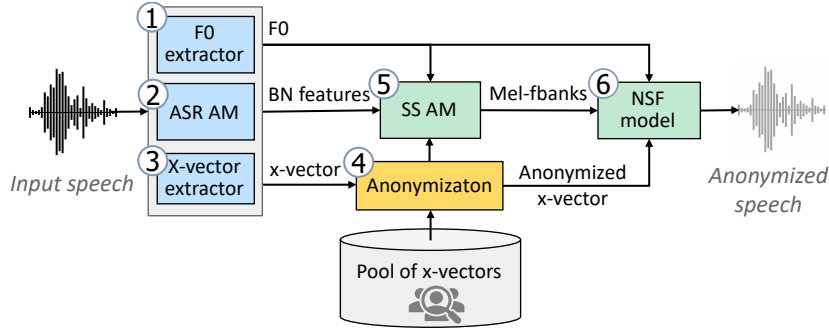 1
F0
extractor
F0
2
ASR AM
BN features
3
X-vector
extractor
x-vector
4
Anonymizaton
5
SS AM
Mel-fbanks
6
NSF
model
Anonymized
x-vector
Pool of x-vectors
Input speech
Anonymized
speech